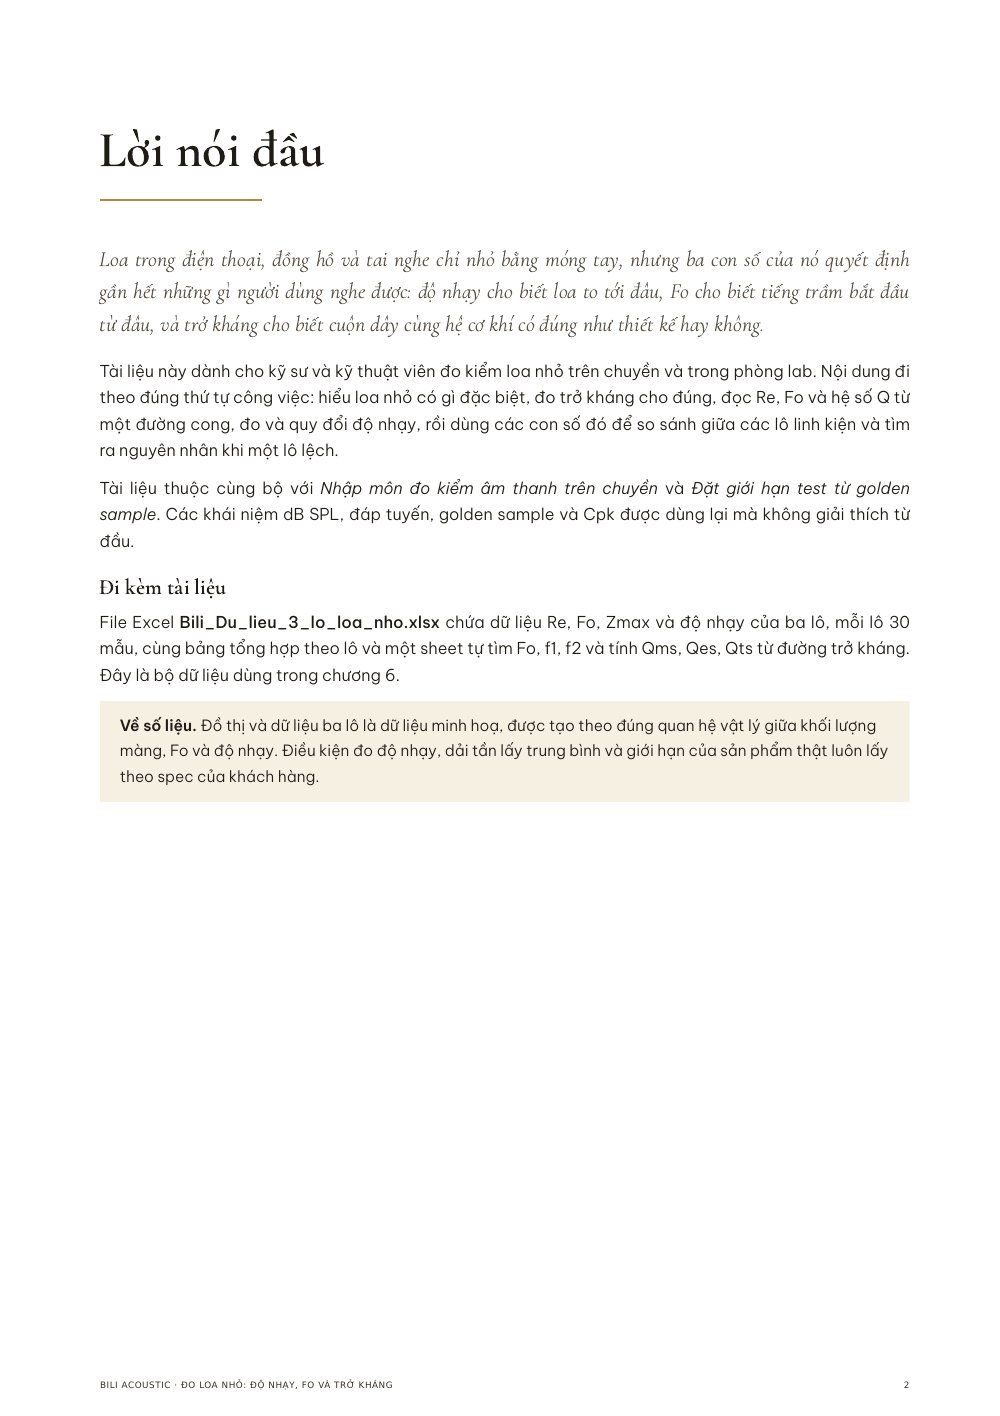 Lời nói đầu
Loa trong điện thoại, đồng hồ và tai nghe chỉ nhỏ bằng móng tay, nhưng ba con số của nó quyết định
gần hết những gì người dùng nghe được: độ nhạy cho biết loa to tới đâu, Fo cho biết tiếng trầm bắt đầu
từ đâu, và trở kháng cho biết cuộn dây cùng hệ cơ khí có đúng như thiết kế hay không.
Tài liệu này dành cho kỹ sư và kỹ thuật viên đo kiểm loa nhỏ trên chuyền và trong phòng lab. Nội dung đi
theo đúng thứ tự công việc: hiểu loa nhỏ có gì đặc biệt, đo trở kháng cho đúng, đọc Re, Fo và hệ số Q từ
một đường cong, đo và quy đổi độ nhạy, rồi dùng các con số đó để so sánh giữa các lô linh kiện và tìm
ra nguyên nhân khi một lô lệch.
Tài liệu thuộc cùng bộ với Nhập môn đo kiểm âm thanh trên chuyền và Đặt giới hạn test từ golden
sample. Các khái niệm dB SPL, đáp tuyến, golden sample và Cpk được dùng lại mà không giải thích từ
đầu.
Đi kèm tài liệu
File Excel Bili_Du_lieu_3_lo_loa_nho.xlsx chứa dữ liệu Re, Fo, Zmax và độ nhạy của ba lô, mỗi lô 30
mẫu, cùng bảng tổng hợp theo lô và một sheet tự tìm Fo, f1, f2 và tính Qms, Qes, Qts từ đường trở kháng.
Đây là bộ dữ liệu dùng trong chương 6.
Về số liệu. Đồ thị và dữ liệu ba lô là dữ liệu minh hoạ, được tạo theo đúng quan hệ vật lý giữa khối lượng
màng, Fo và độ nhạy. Điều kiện đo độ nhạy, dải tần lấy trung bình và giới hạn của sản phẩm thật luôn lấy
theo spec của khách hàng.
BILI ACOUSTIC · ĐO LOA NHỎ: ĐỘ NHẠY, FO VÀ TRỞ KHÁNG
2